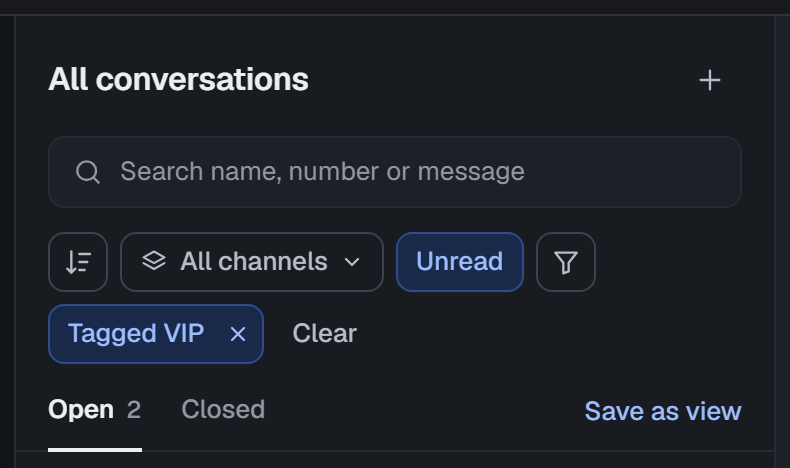 All conversations
Search name, number or message
All channels Unread
Tagged VIP Clear
Open 2 Closed Save as view